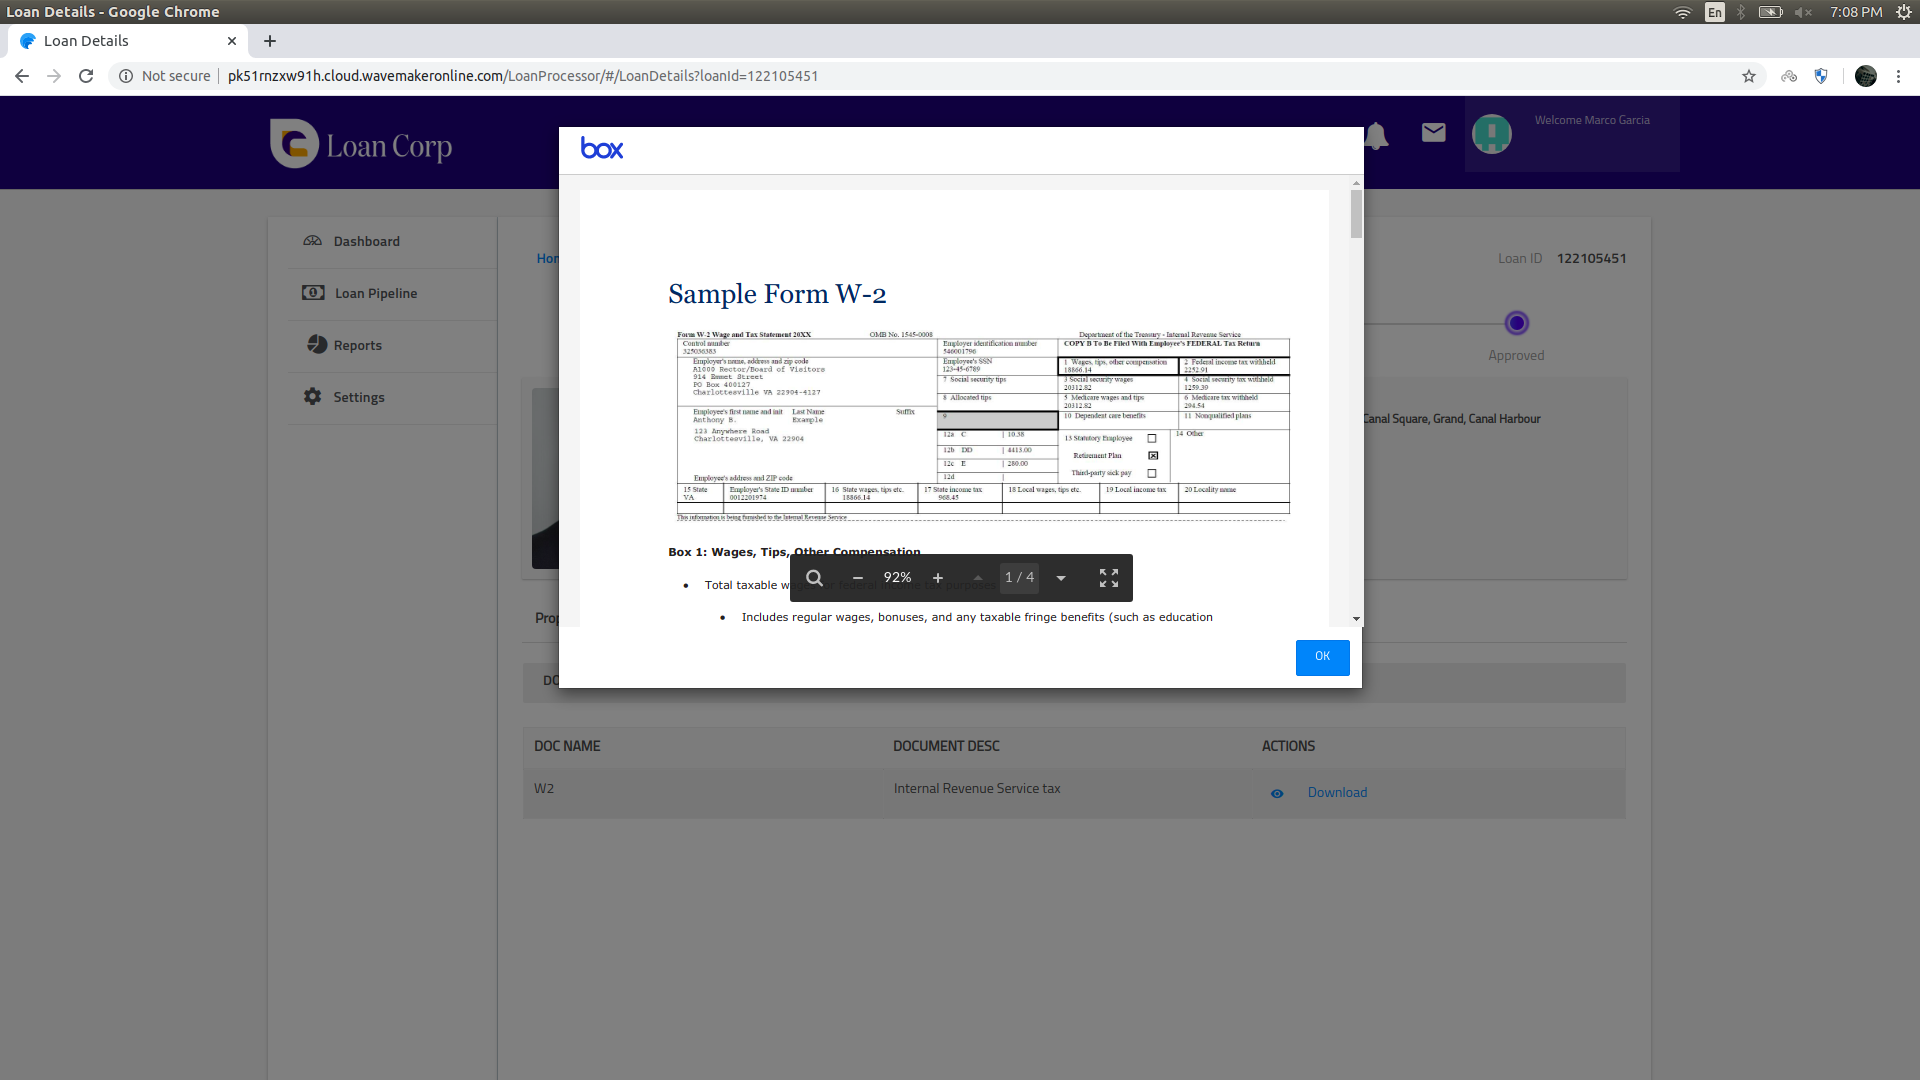 Loan Details - Google Chrome
En
7:08 PM
Loan Details
Not secure
pk51rnzxw91h.cloud.wavemakeronline.com/LoanProcessor/#/LoanDetails?loanId=122105451
Loan Corp
Welcome Marco Garcia
box
Dashboard
Loan Pipeline
Reports
Settings
Loan ID 122105451
Approved
Canal Square, Grand, Canal Harbour
Sample Form W-2
Form W-2 Wage and Tax Statement 20XX
OMB No. 1545-0008
Department of the Treasury - Internal Revenue Service
Control number
325036383
Employer identification number
546001796
COPY B To Be Filed With Employee's FEDERAL Tax Return
Employer's name, address and zip code
A1000 Rector/Board of Visitors
914 Emmet Street
PO Box 400127
Charlottesville VA 22904-4127
Employee's SSN
123-45-6789
1 Wages, tips, other compensation
18866.14
2 Federal income tax withheld
2252.91
7 Social security tips
3 Social security wages
20312.82
4 Social security tax withheld
1259.39
8 Allocated tips
5 Medicare wages and tips
20312.82
6 Medicare tax withheld
294.54
Employee's first name and init Last Name Suffix
Anthony B. Example
123 Anywhere Road
Charlottesville, VA 22904
Employee's address and ZIP code
9
10 Dependent care benefits
11 Nonqualified plans
12a C 10.38
12b DD 4413.00
12c E 280.00
12d
13 Statutory Employee
Retirement Plan
Third-party sick pay
14 Other
15 State
VA
Employer's State ID number
0012201974
16 State wages, tips etc.
18866.14
17 State income tax
968.45
18 Local wages, tips etc.
19 Local income tax
20 Locality name
This information is being furnished to the Internal Revenue Service
Box 1: Wages, Tips, Other Compensation
• Total taxable
92%
1 / 4
• Includes regular wages, bonuses, and any taxable fringe benefits (such as education
OK
DOC NAME
DOCUMENT DESC
ACTIONS
W2
Internal Revenue Service tax
Download